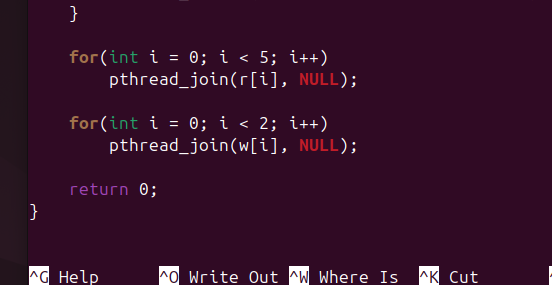 }

    for(int i = 0; i < 5; i++)
        pthread_join(r[i], NULL);

    for(int i = 0; i < 2; i++)
        pthread_join(w[i], NULL);

    return 0;
}

^G Help      ^O Write Out ^W Where Is  ^K Cut